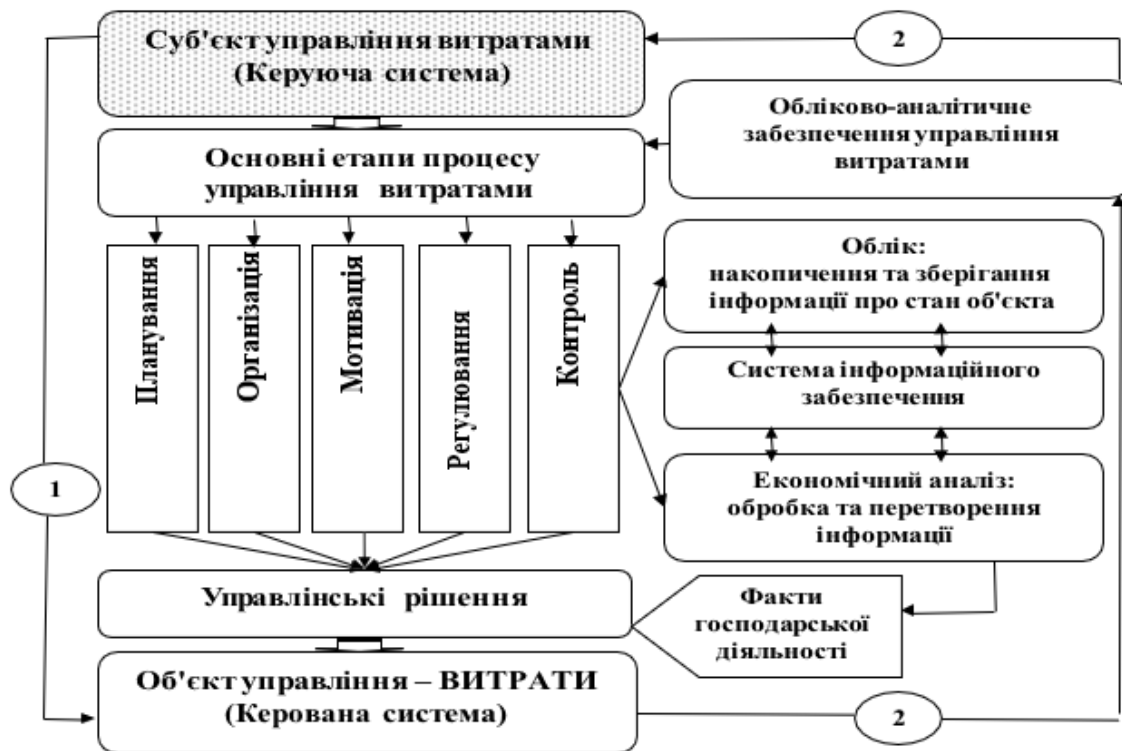 Суб'єкт управління витратами
(Керуюча система)
2
Обліково-аналітичне
забезпечення управління
витратами
Основні етапи процесу
управління витратами
Планування
Організація
Мотивація
Регулювання
Контроль
Облік:
накопичення та зберігання
інформації про стан об'єкта
Система інформаційного
забезпечення
Економічний аналіз:
обробка та перетворення
інформації
1
Управлінські рішення
Факти
господарської
діяльності
Об'єкт управління – ВИТРАТИ
(Керована система)
2